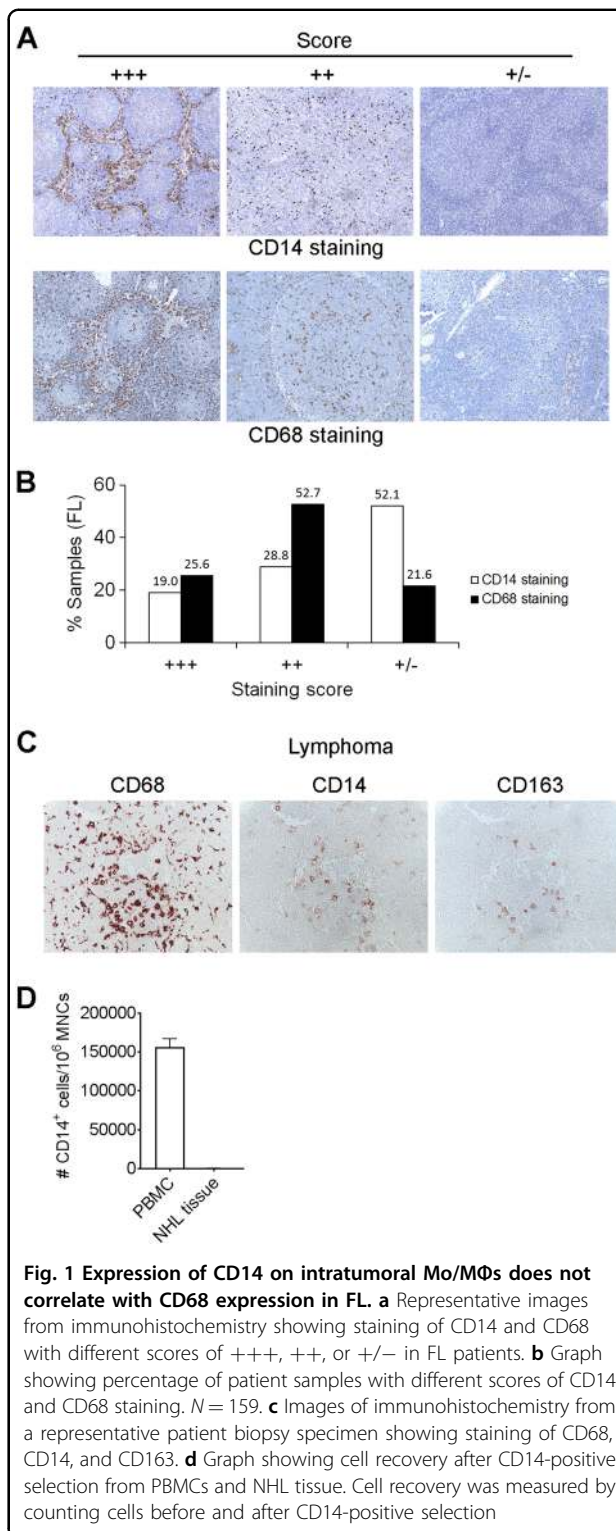 A
Score
+++ ++ +/-
CD14 staining
CD68 staining
B
% Samples (FL)
60
40
20
0
19.0
25.6
28.8
52.7
52.1
21.6
CD14 staining
CD68 staining
+++ ++ +/-
Staining score
C
Lymphoma
CD68 CD14 CD163
D
# CD14⁺ cells/10⁶ MNCs
200000
150000
100000
50000
0
PBMC
NHL tissue
Fig. 1 Expression of CD14 on intratumoral Mo/MΦs does not
correlate with CD68 expression in FL. a Representative images
from immunohistochemistry showing staining of CD14 and CD68
with different scores of +++, ++, or +/− in FL patients. b Graph
showing percentage of patient samples with different scores of CD14
and CD68 staining. N = 159. c Images of immunohistochemistry from
a representative patient biopsy specimen showing staining of CD68,
CD14, and CD163. d Graph showing cell recovery after CD14-positive
selection from PBMCs and NHL tissue. Cell recovery was measured by
counting cells before and after CD14-positive selection